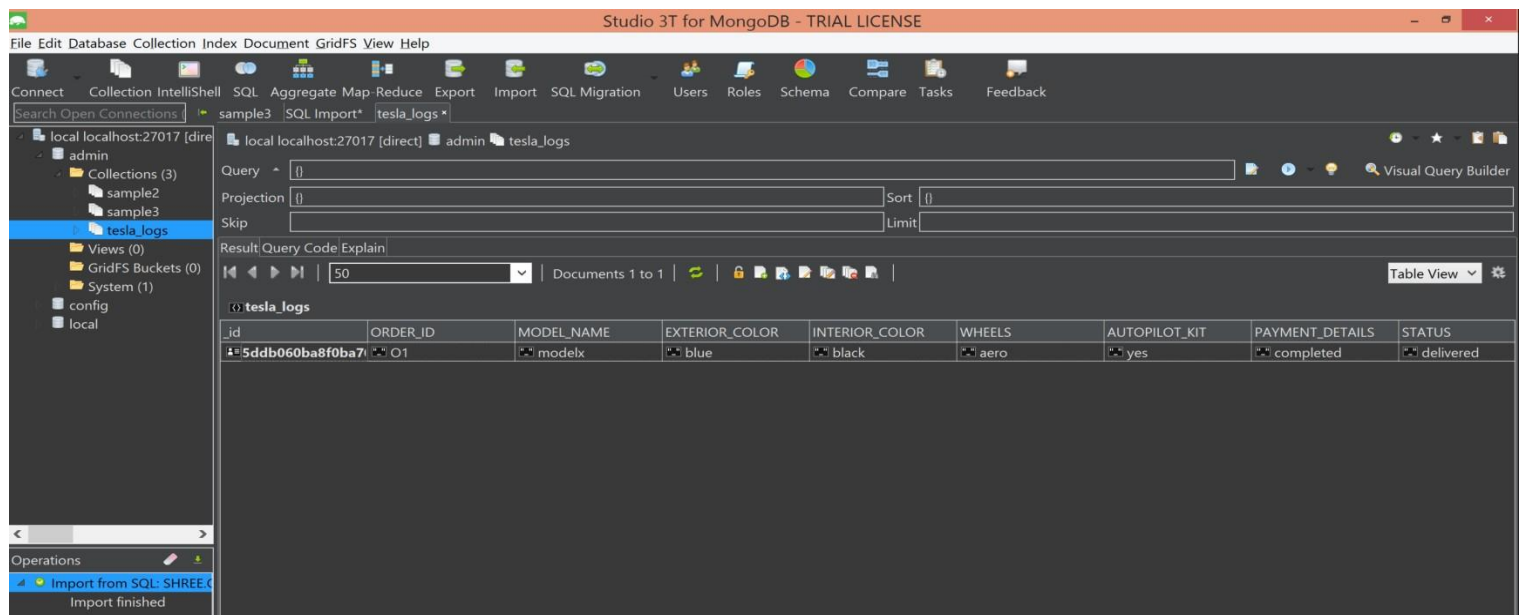 Studio 3T for MongoDB - TRIAL LICENSE
File Edit Database Collection Index Document GridFS View Help
Connect Collection IntelliShell SQL Aggregate Map-Reduce Export Import SQL Migration Users Roles Schema Compare Tasks Feedback
Search Open Connections ( sample3 SQL Import* tesla_logs
local localhost:27017 [dire
admin
Collections (3)
sample2
sample3
tesla_logs
Views (0)
GridFS Buckets (0)
System (1)
config
local
local localhost:27017 [direct] admin tesla_logs
Query {} Visual Query Builder
Projection {} Sort {}
Skip Limit
Result Query Code Explain
50 Documents 1 to 1 Table View
tesla_logs
_id ORDER_ID MODEL_NAME EXTERIOR_COLOR INTERIOR_COLOR WHEELS AUTOPILOT_KIT PAYMENT_DETAILS STATUS
5ddb060ba8f0ba7 O1 modelx blue black aero yes completed delivered
Operations
Import from SQL: SHREE.
Import finished